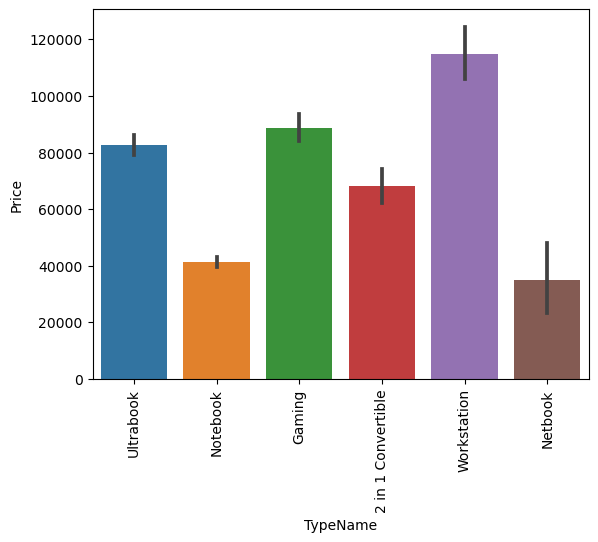 120000
100000
80000
60000
40000
20000
0
Price
Ultrabook
Notebook
Gaming
2 in 1 Convertible
Workstation
Netbook
TypeName